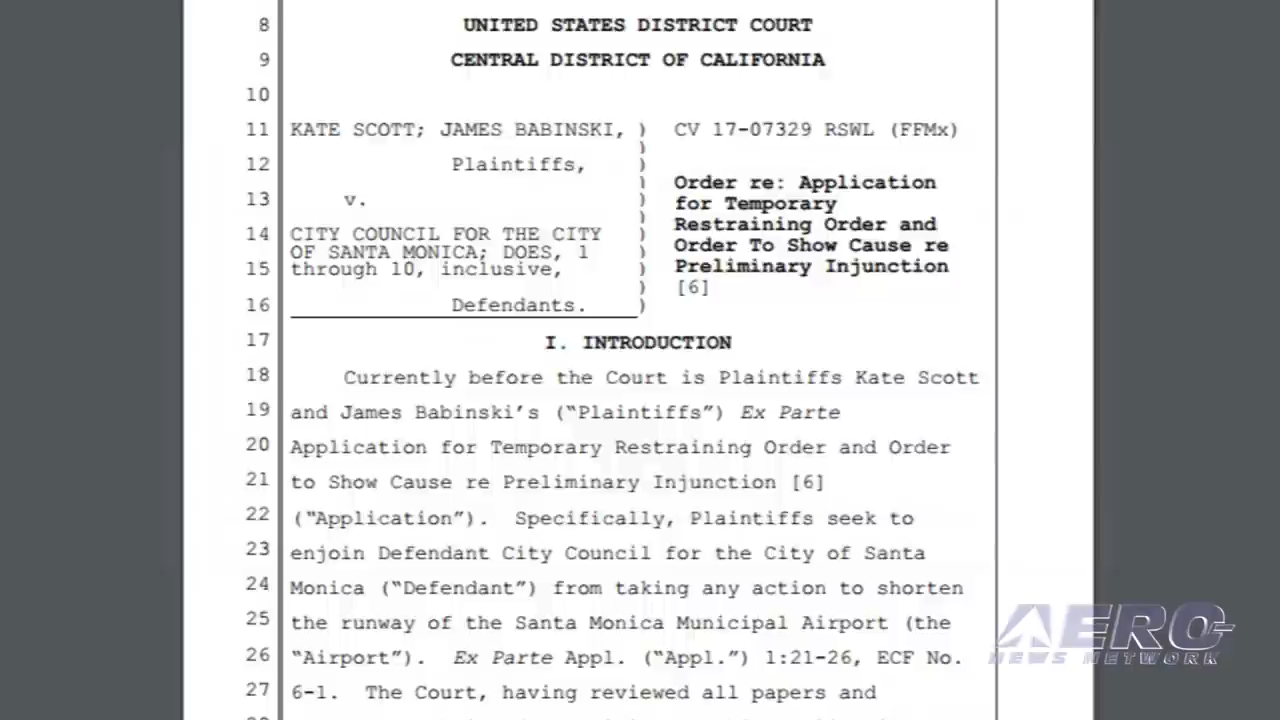 8 UNITED STATES DISTRICT COURT
9 CENTRAL DISTRICT OF CALIFORNIA
10
11 KATE SCOTT; JAMES BABINSKI, ) CV 17-07329 RSWL (FFMx)
)
12 Plaintiffs, )
) Order re: Application
13 v. ) for Temporary
) Restraining Order and
14 CITY COUNCIL FOR THE CITY )
OF SANTA MONICA; DOES, 1 ) Order To Show Cause re
15 through 10, inclusive, ) Preliminary Injunction
) [6]
16 Defendants. )
17 I. INTRODUCTION
18 Currently before the Court is Plaintiffs Kate Scott
19 and James Babinski’s (“Plaintiffs”) Ex Parte
20 Application for Temporary Restraining Order and Order
21 to Show Cause re Preliminary Injunction [6]
22 (“Application”). Specifically, Plaintiffs seek to
23 enjoin Defendant City Council for the City of Santa
24 Monica (“Defendant”) from taking any action to shorten
25 the runway of the Santa Monica Municipal Airport (the
26 “Airport”). Ex Parte Appl. (“Appl.”) 1:21-26, ECF No.
27 6-1. The Court, having reviewed all papers and
AERO
NEWS NETWORK